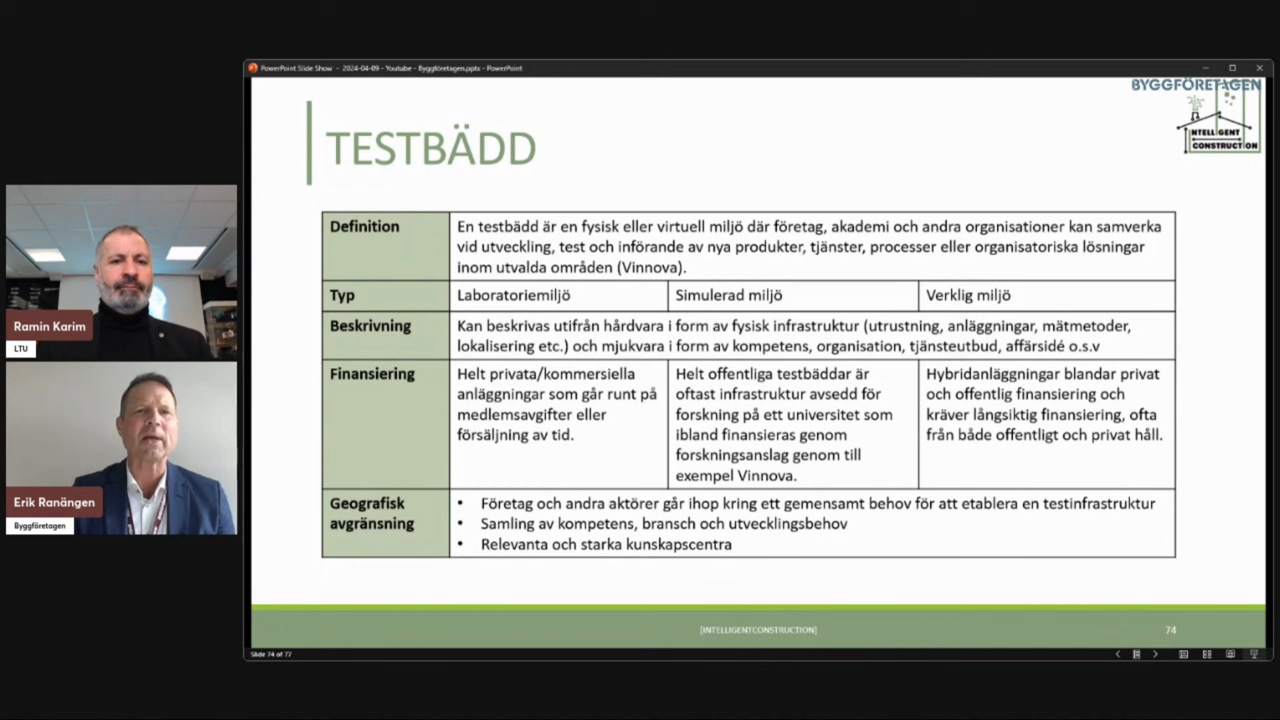 PowerPoint Slide Show - 2024-04-09 - Youtube - Byggföretagen.pptx - PowerPoint
BYGGFÖRETAGEN
INTELLIGENT
CONSTRUCTION
TESTBÄDD
Definition
En testbädd är en fysisk eller virtuell miljö där företag, akademi och andra organisationer kan samverka
vid utveckling, test och införande av nya produkter, tjänster, processer eller organisatoriska lösningar
inom utvalda områden (Vinnova).
Typ
Laboratoriemiljö
Simulerad miljö
Verklig miljö
Beskrivning
Kan beskrivas utifrån hårdvara i form av fysisk infrastruktur (utrustning, anläggningar, mätmetoder,
lokalisering etc.) och mjukvara i form av kompetens, organisation, tjänsteutbud, affärsidé o.s.v
Finansiering
Helt privata/kommersiella
anläggningar som går runt på
medlemsavgifter eller
försäljning av tid.
Helt offentliga testbäddar är
oftast infrastruktur avsedd för
forskning på ett universitet som
ibland finansieras genom
forskningsanslag genom till
exempel Vinnova.
Hybridanläggningar blandar privat
och offentlig finansiering och
kräver långsiktig finansiering, ofta
från både offentligt och privat håll.
Geografisk
avgränsning
• Företag och andra aktörer går ihop kring ett gemensamt behov för att etablera en testinfrastruktur
• Samling av kompetens, bransch och utvecklingsbehov
• Relevanta och starka kunskapscentra
[INTELLIGENTCONSTRUCTION]
74
Slide 74 of 77
Ramin Karim
LTU
Erik Ranängen
Byggföretagen